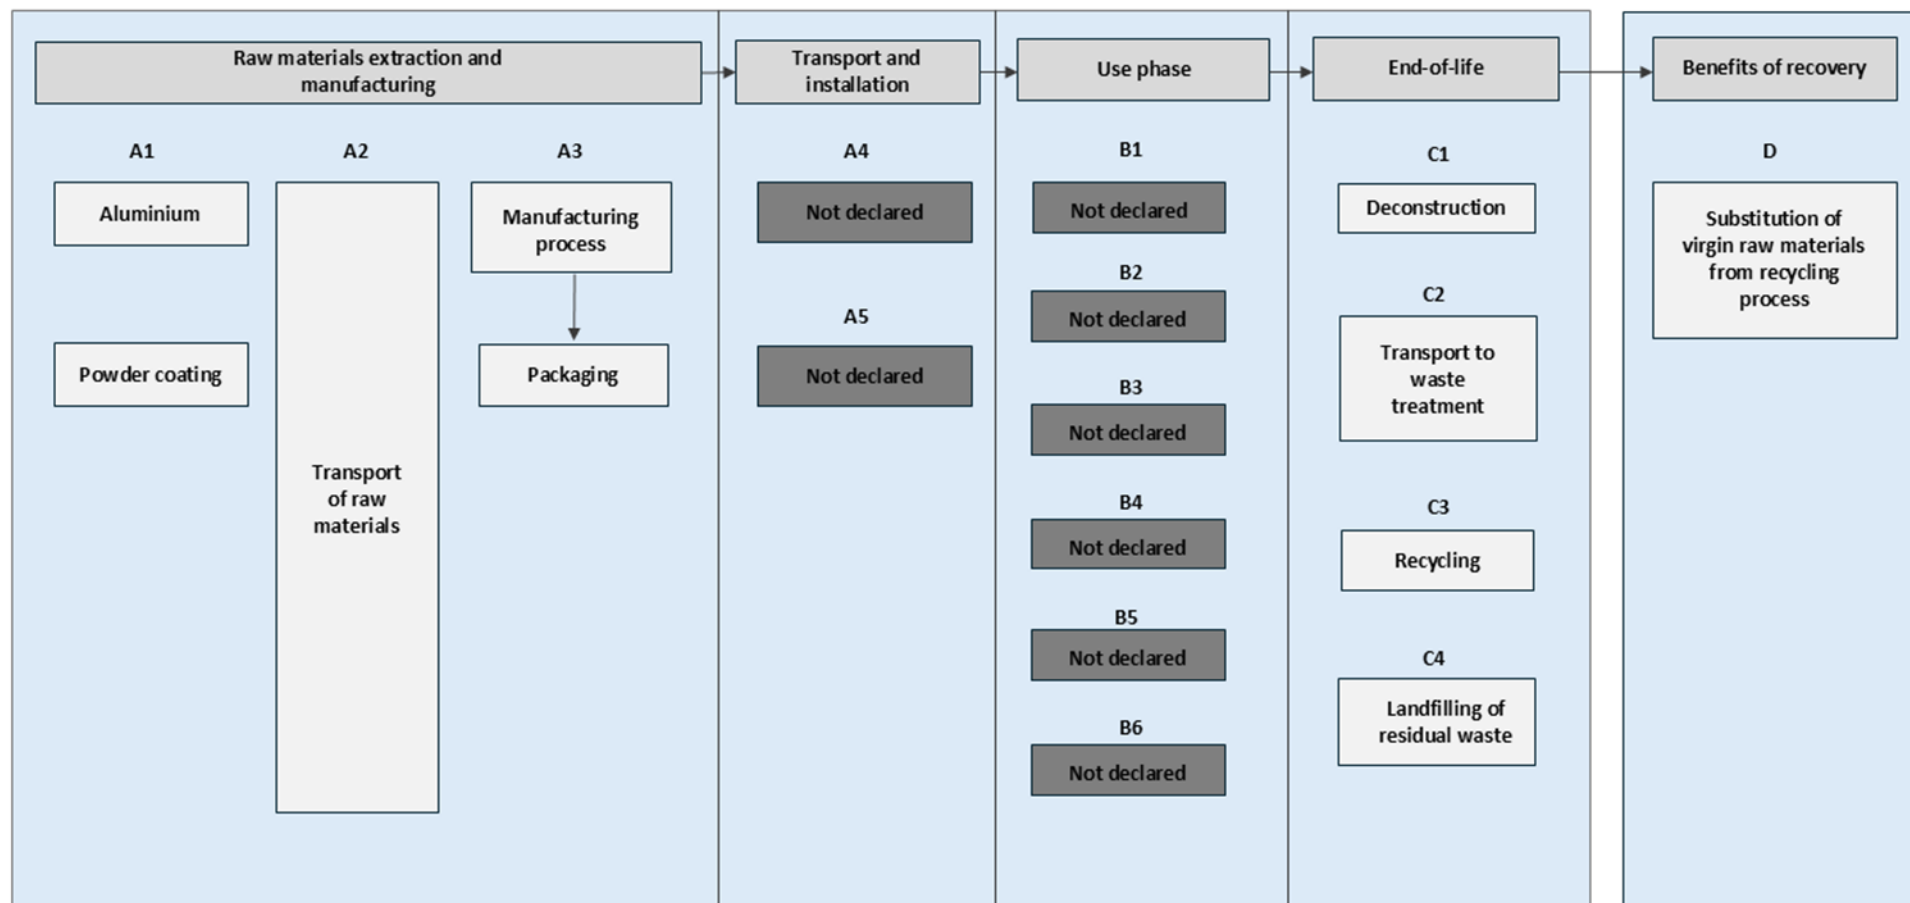 Raw materials extraction and
manufacturing
Transport and
installation
Use phase
End-of-life
Benefits of recovery
A1
Aluminium
Powder coating
A2
Transport
of raw
materials
A3
Manufacturing
process
Packaging
A4
Not declared
A5
Not declared
B1
Not declared
B2
Not declared
B3
Not declared
B4
Not declared
B5
Not declared
B6
Not declared
C1
Deconstruction
C2
Transport to
waste
treatment
C3
Recycling
C4
Landfilling of
residual waste
D
Substitution of
virgin raw materials
from recycling
process